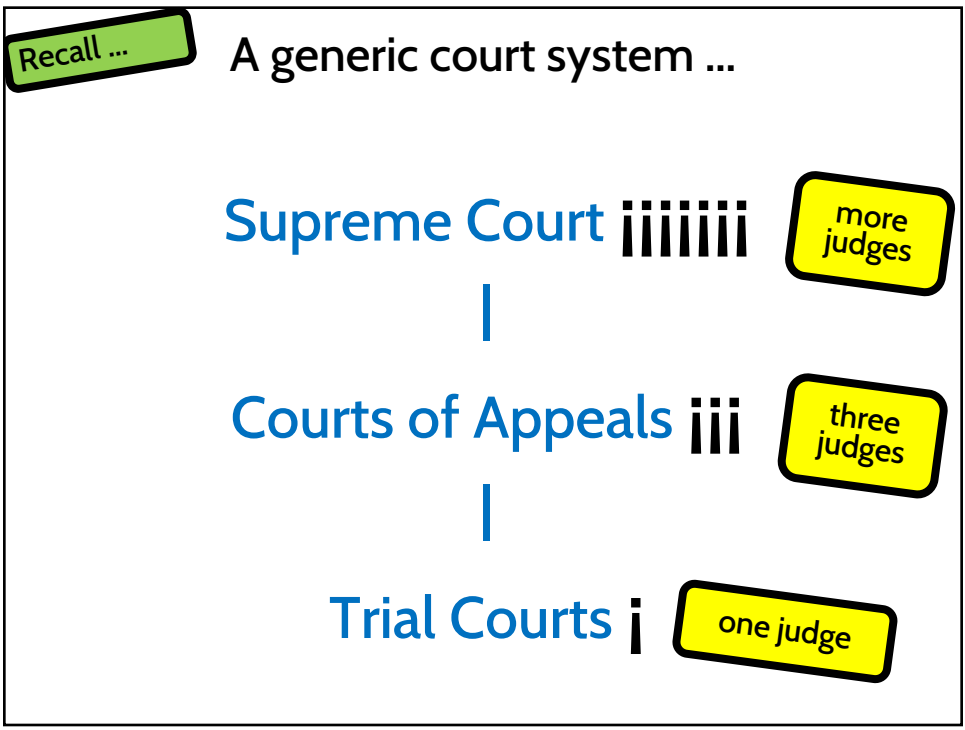 Recall ...
A generic court system ...
Supreme Court ¡¡¡¡¡¡¡
more
judges
Courts of Appeals ¡¡¡
three
judges
Trial Courts ¡
one judge